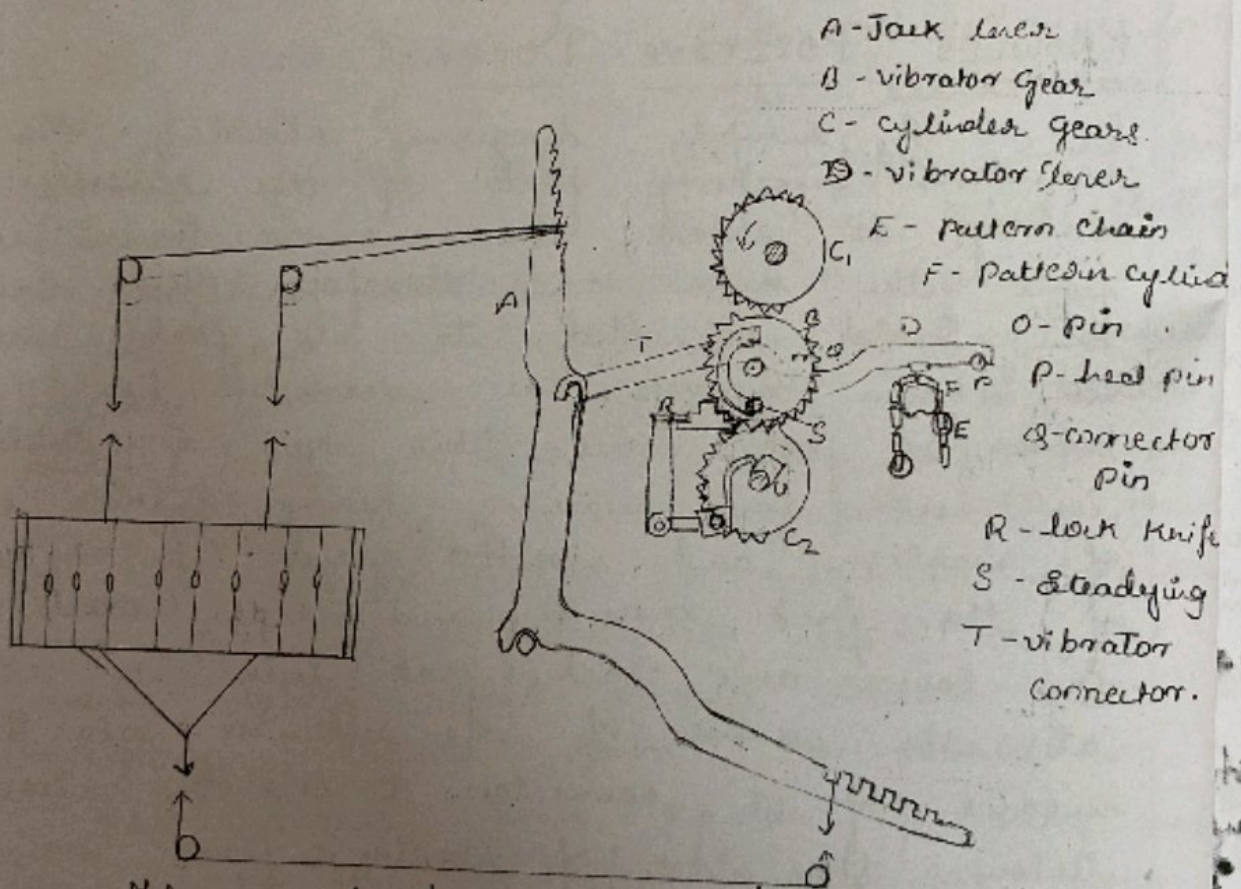 A - Jack lever
B - vibrator Gear
C - cylinder gears.
D - vibrator lever
E - pattern chain
F - pattern cylind
O - pin .
P - heel pin
Q - connector
pin
R - lock knife
S - Steadying
T - vibrator
connector.
A
T
B
C1
D
Q
F
P
E
S
R
C2